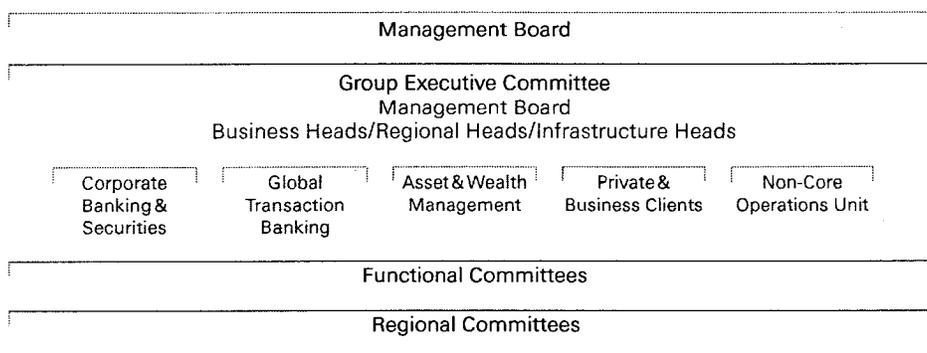 Management Board
Group Executive Committee
Management Board
Business Heads/Regional Heads/Infrastructure Heads
Corporate
Banking &
Securities
Global
Transaction
Banking
Asset & Wealth
Management
Private &
Business Clients
Non-Core
Operations Unit
Functional Committees
Regional Committees